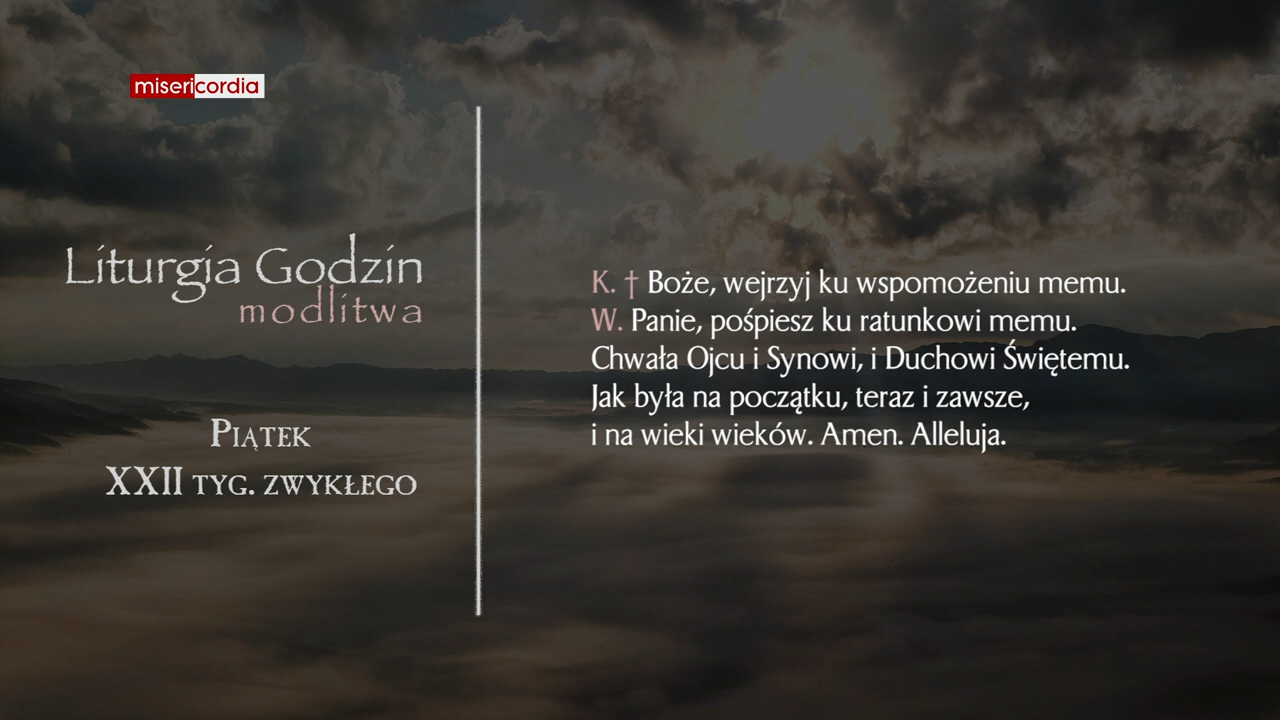 misericordia
Liturgia Godzin
modlitwa
Piątek
XXII tyg. zwykłego
K. † Boże, wejrzyj ku wspomożeniu memu.
W. Panie, pośpiesz ku ratunkowi memu.
Chwała Ojcu i Synowi, i Duchowi Świętemu.
Jak była na początku, teraz i zawsze,
i na wieki wieków. Amen. Alleluja.